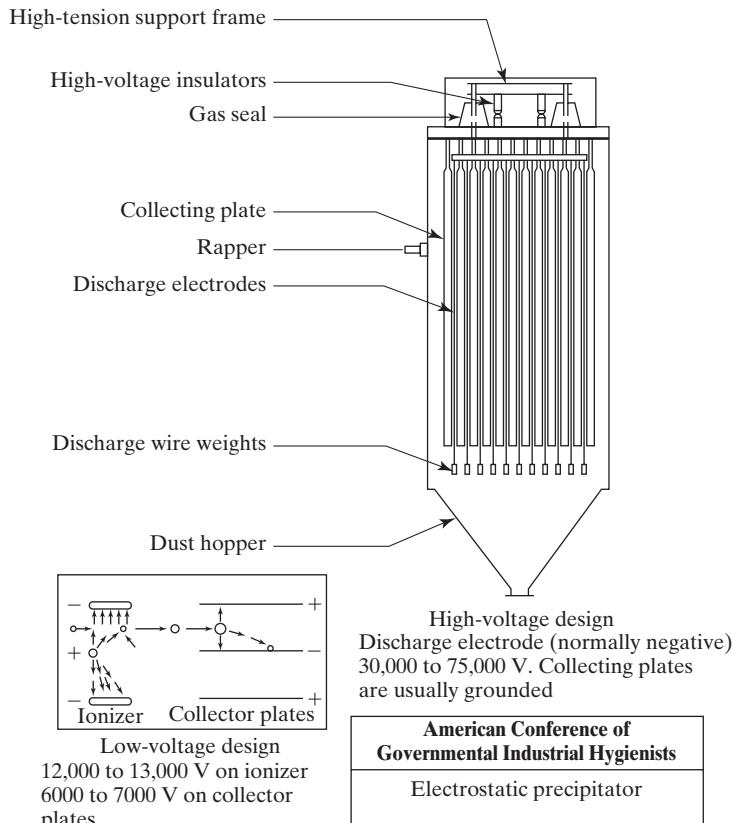 High-tension support frame
High-voltage insulators
Gas seal
Collecting plate
Rapper
Discharge electrodes
Discharge wire weights
Dust hopper
− +
+ −
− +
Ionizer Collector plates
Low-voltage design
12,000 to 13,000 V on ionizer
6000 to 7000 V on collector
plates
High-voltage design
Discharge electrode (normally negative)
30,000 to 75,000 V. Collecting plates
are usually grounded
American Conference of
Governmental Industrial Hygienists
Electrostatic precipitator